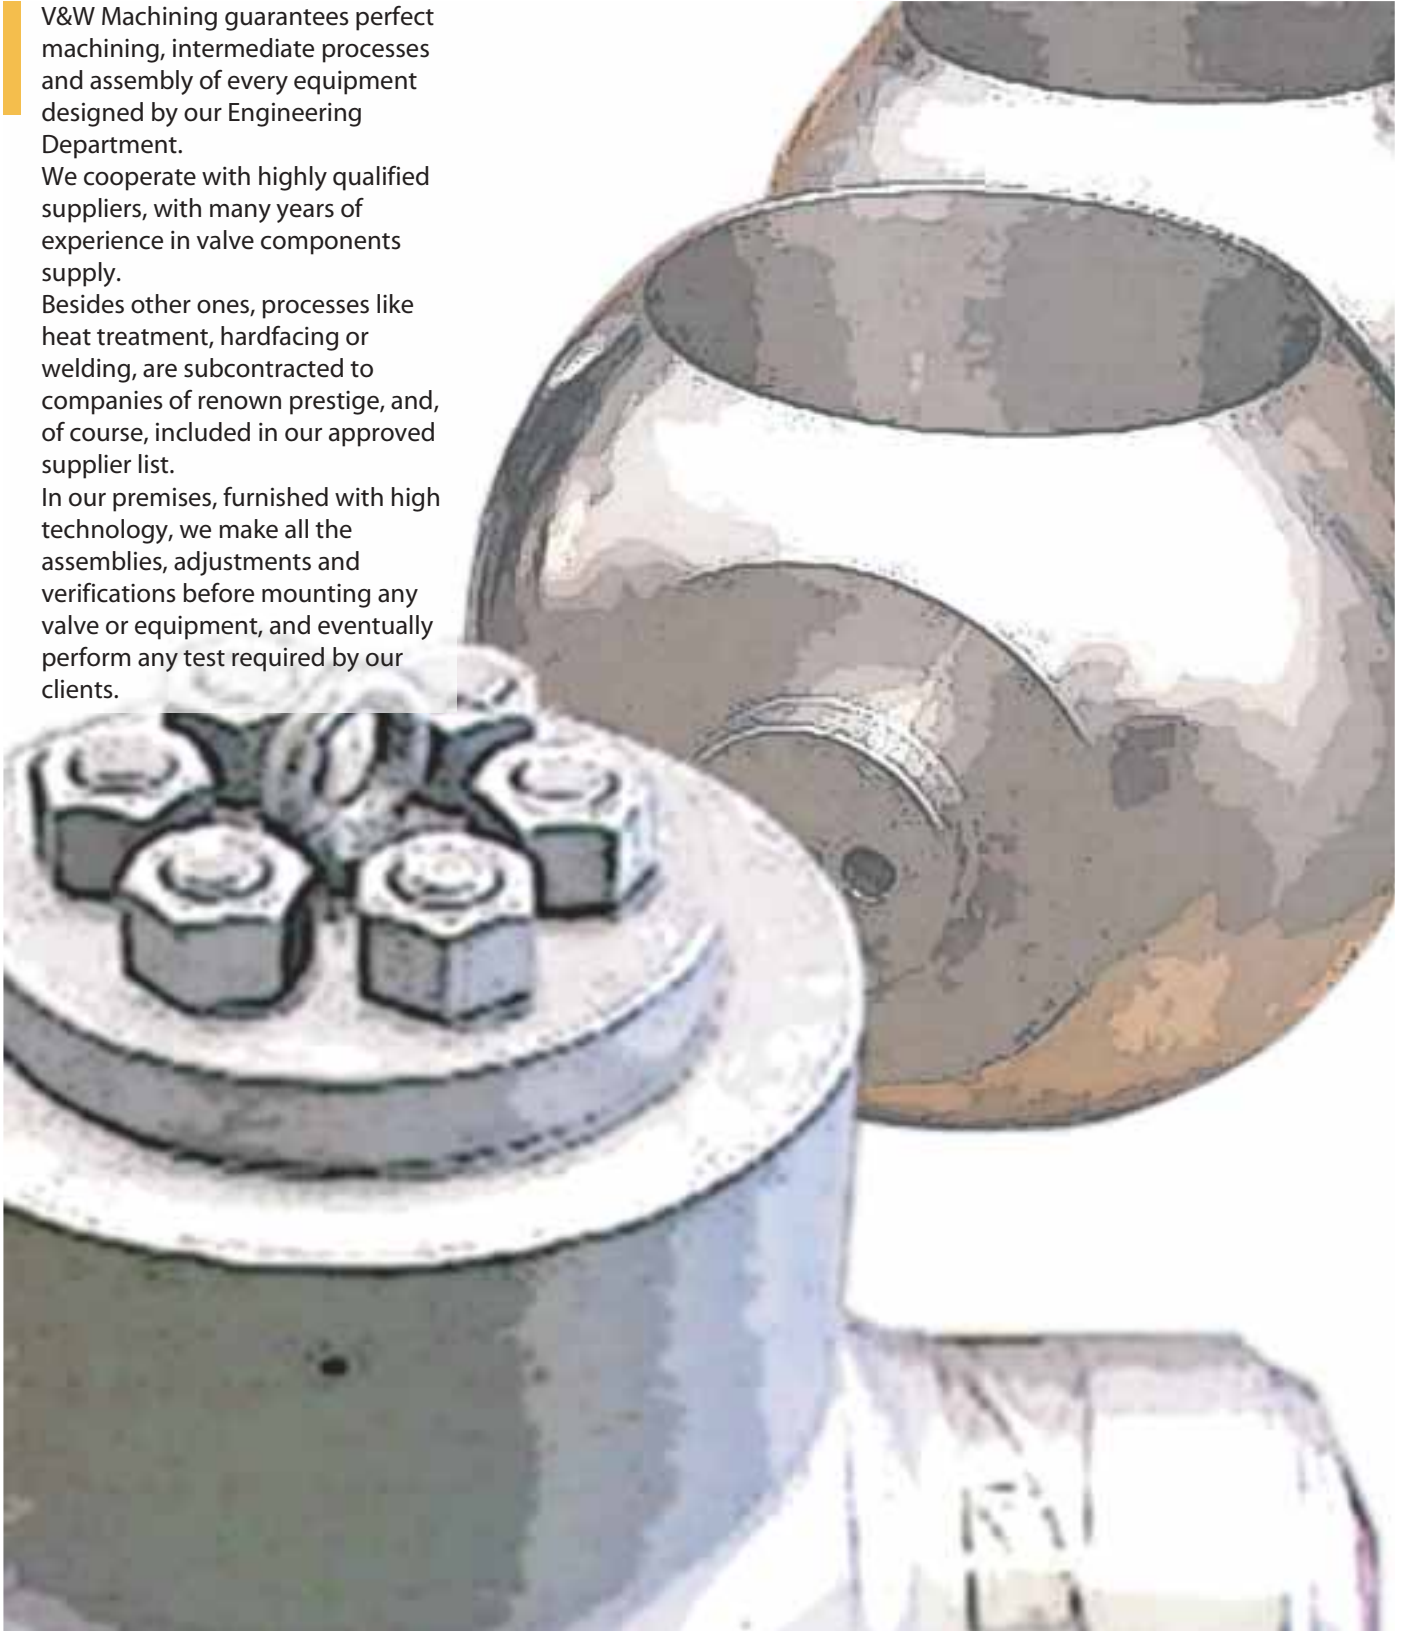 V&W Machining guarantees perfect
machining, intermediate processes
and assembly of every equipment
designed by our Engineering
Department.
We cooperate with highly qualified
suppliers, with many years of
experience in valve components
supply.
Besides other ones, processes like
heat treatment, hardfacing or
welding, are subcontracted to
companies of renown prestige, and,
of course, included in our approved
supplier list.
In our premises, furnished with high
technology, we make all the
assemblies, adjustments and
verifications before mounting any
valve or equipment, and eventually
perform any test required by our
clients.